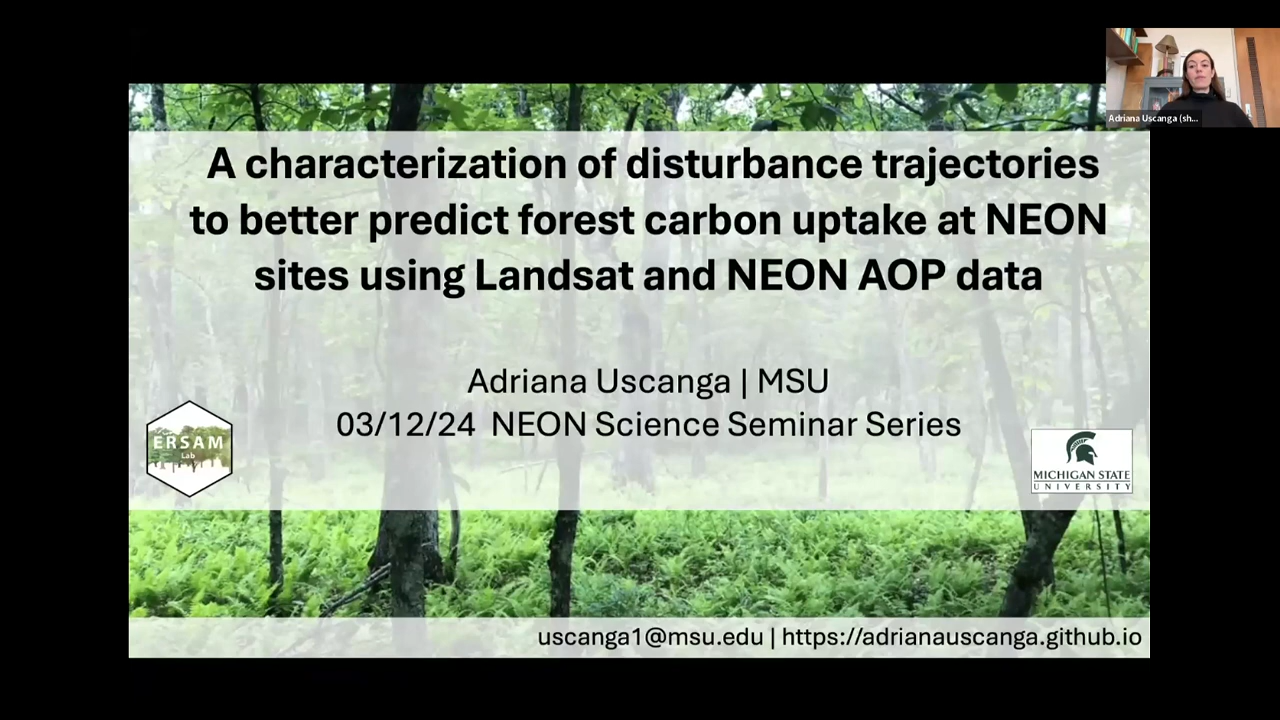 Adriana Uscanga (sh...
A characterization of disturbance trajectories
to better predict forest carbon uptake at NEON
sites using Landsat and NEON AOP data
Adriana Uscanga | MSU
03/12/24 NEON Science Seminar Series
ERSAM
Lab
MICHIGAN STATE
UNIVERSITY
uscanga1@msu.edu | https://adrianauscanga.github.io